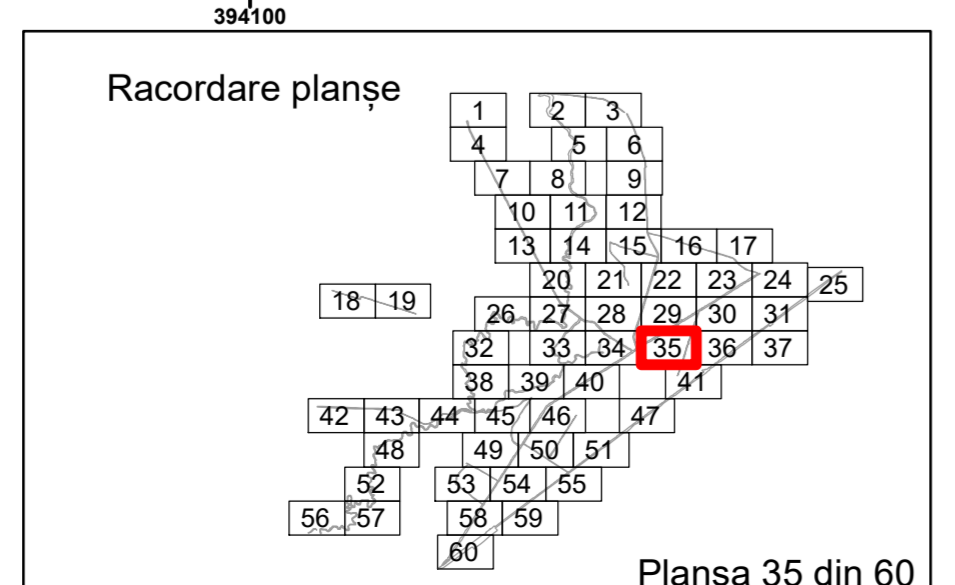 394100
Racordare planșe
1 2 3
4 5 6
7 8 9
10 11 12
13 14 15 16 17
20 21 22 23 24 25
18 19
26 27 28 29 30 31
32 33 34 35 36 37
38 39 40 41
42 43 44 45 46 47
48 49 50 51
52 53 54 55
56 57 58 59
60
Plansa 35 din 60